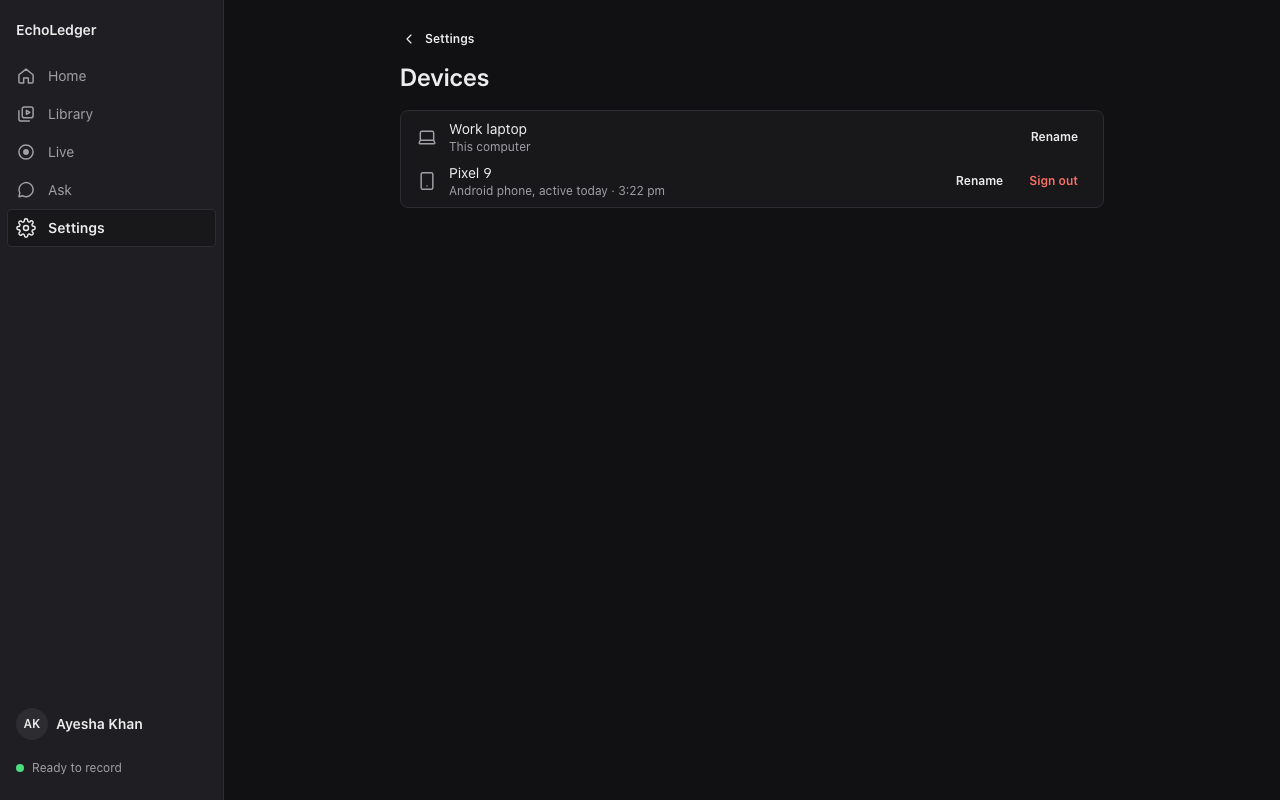 EchoLedger
Home
Library
Live
Ask
Settings
AK
Ayesha Khan
Ready to record
Settings
Devices
Work laptop
This computer
Rename
Pixel 9
Android phone, active today · 3:22 pm
Rename
Sign out